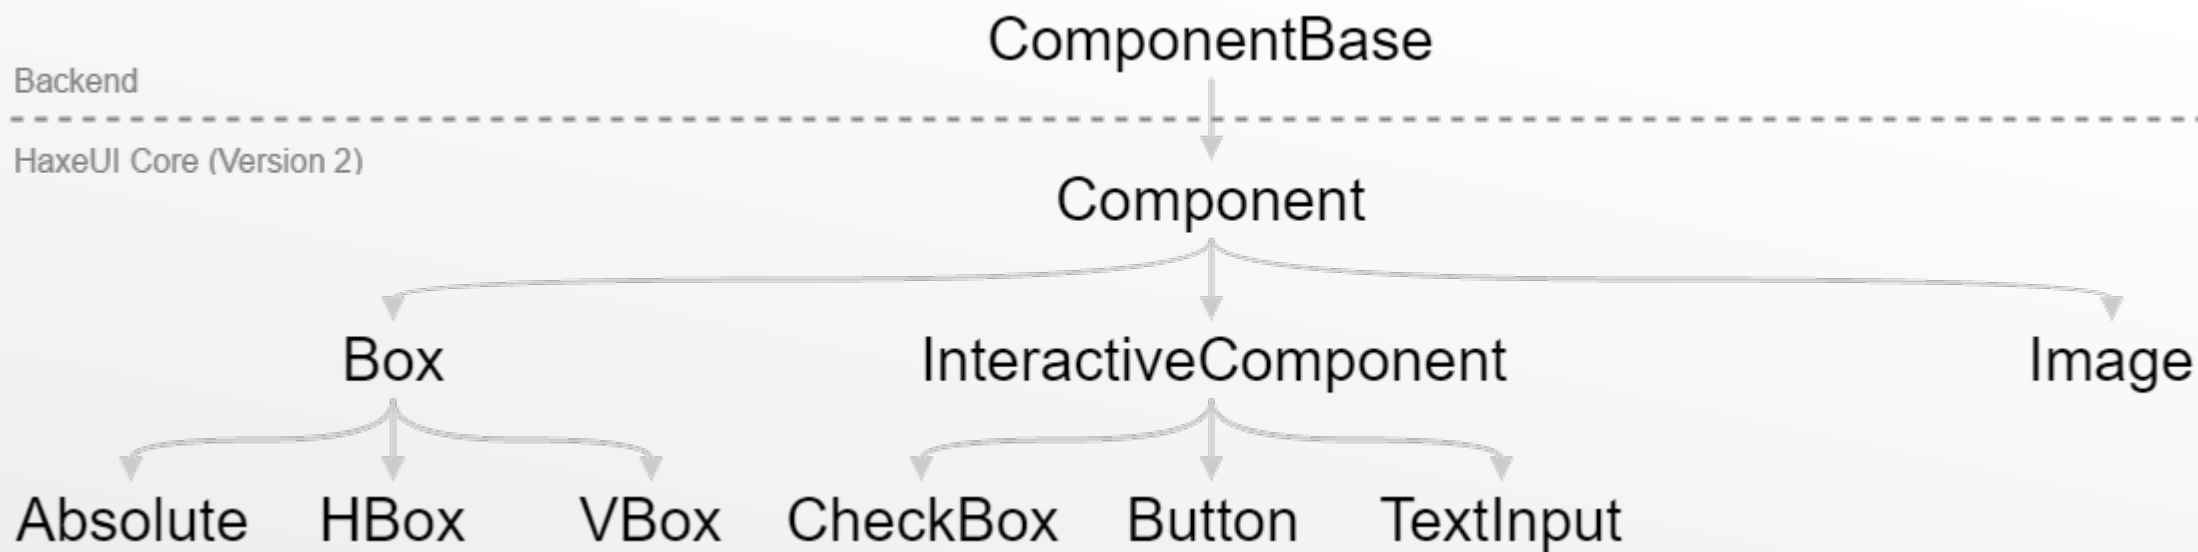 ComponentBase
Backend
HaxeUI Core (Version 2)
Component
Box
InteractiveComponent
Image
Absolute
HBox
VBox
CheckBox
Button
TextInput